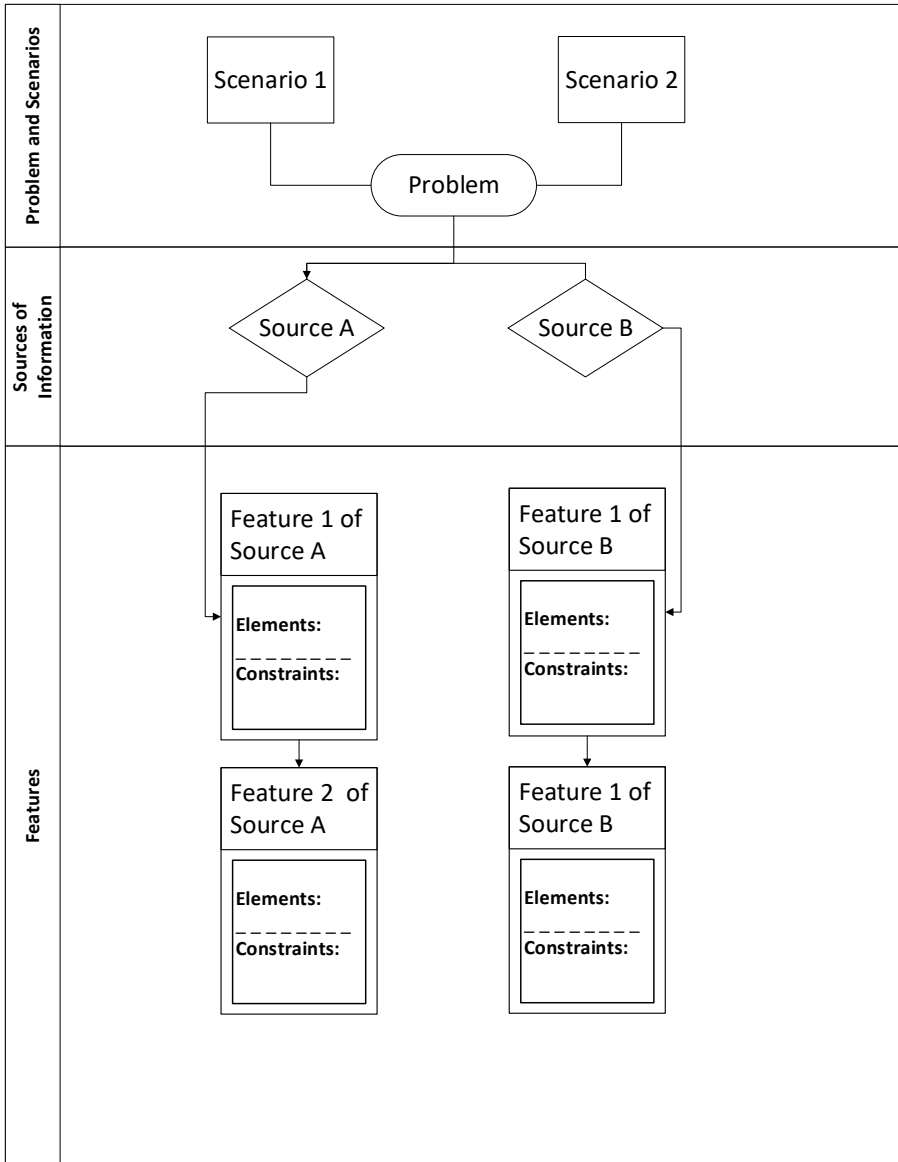 Problem and Scenarios
Scenario 1
Scenario 2
Problem
Sources of
Information
Source A
Source B
Features
Feature 1 of
Source A
Elements:
_ _ _ _ _ _ _ _ _
Constraints:
Feature 1 of
Source B
Elements:
_ _ _ _ _ _ _ _ _
Constraints:
Feature 2  of
Source A
Elements:
_ _ _ _ _ _ _ _ _
Constraints:
Feature 1 of
Source B
Elements:
_ _ _ _ _ _ _ _ _
Constraints: